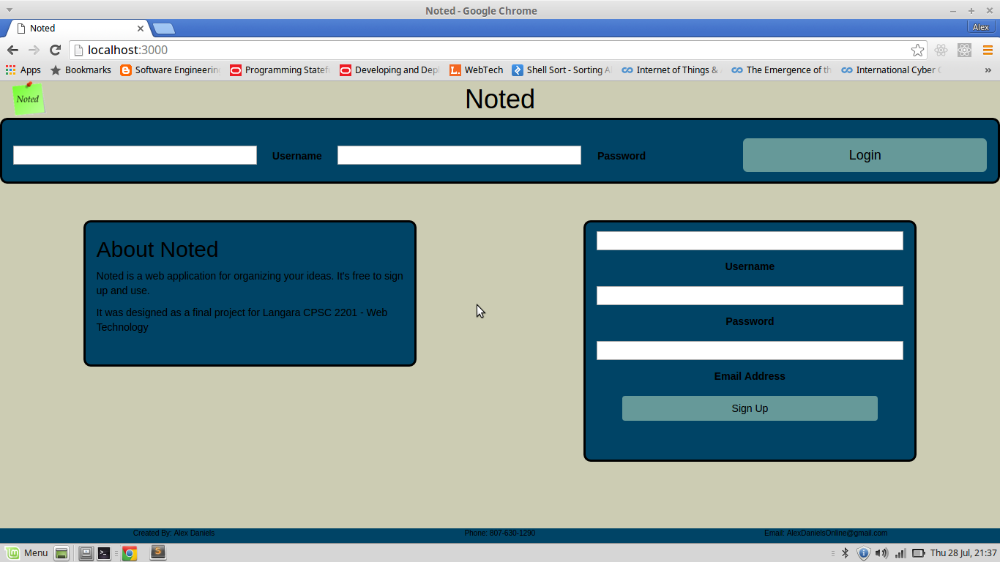 Noted - Google Chrome
Noted
Alex
localhost:3000
Apps
Bookmarks
Software Engineerin
Programming Statef
Developing and Depl
WebTech
Shell Sort - Sorting A
Internet of Things &
The Emergence of th
International Cyber
»
Noted
Noted
Username
Password
Login
About Noted
Noted is a web application for organizing your ideas. It's free to sign
up and use.
It was designed as a final project for Langara CPSC 2201 - Web
Technology
Username
Password
Email Address
Sign Up
Created By: Alex Daniels
Phone: 807-630-1290
Email: AlexDanielsOnline@gmail.com
Menu
Thu 28 Jul, 21:37